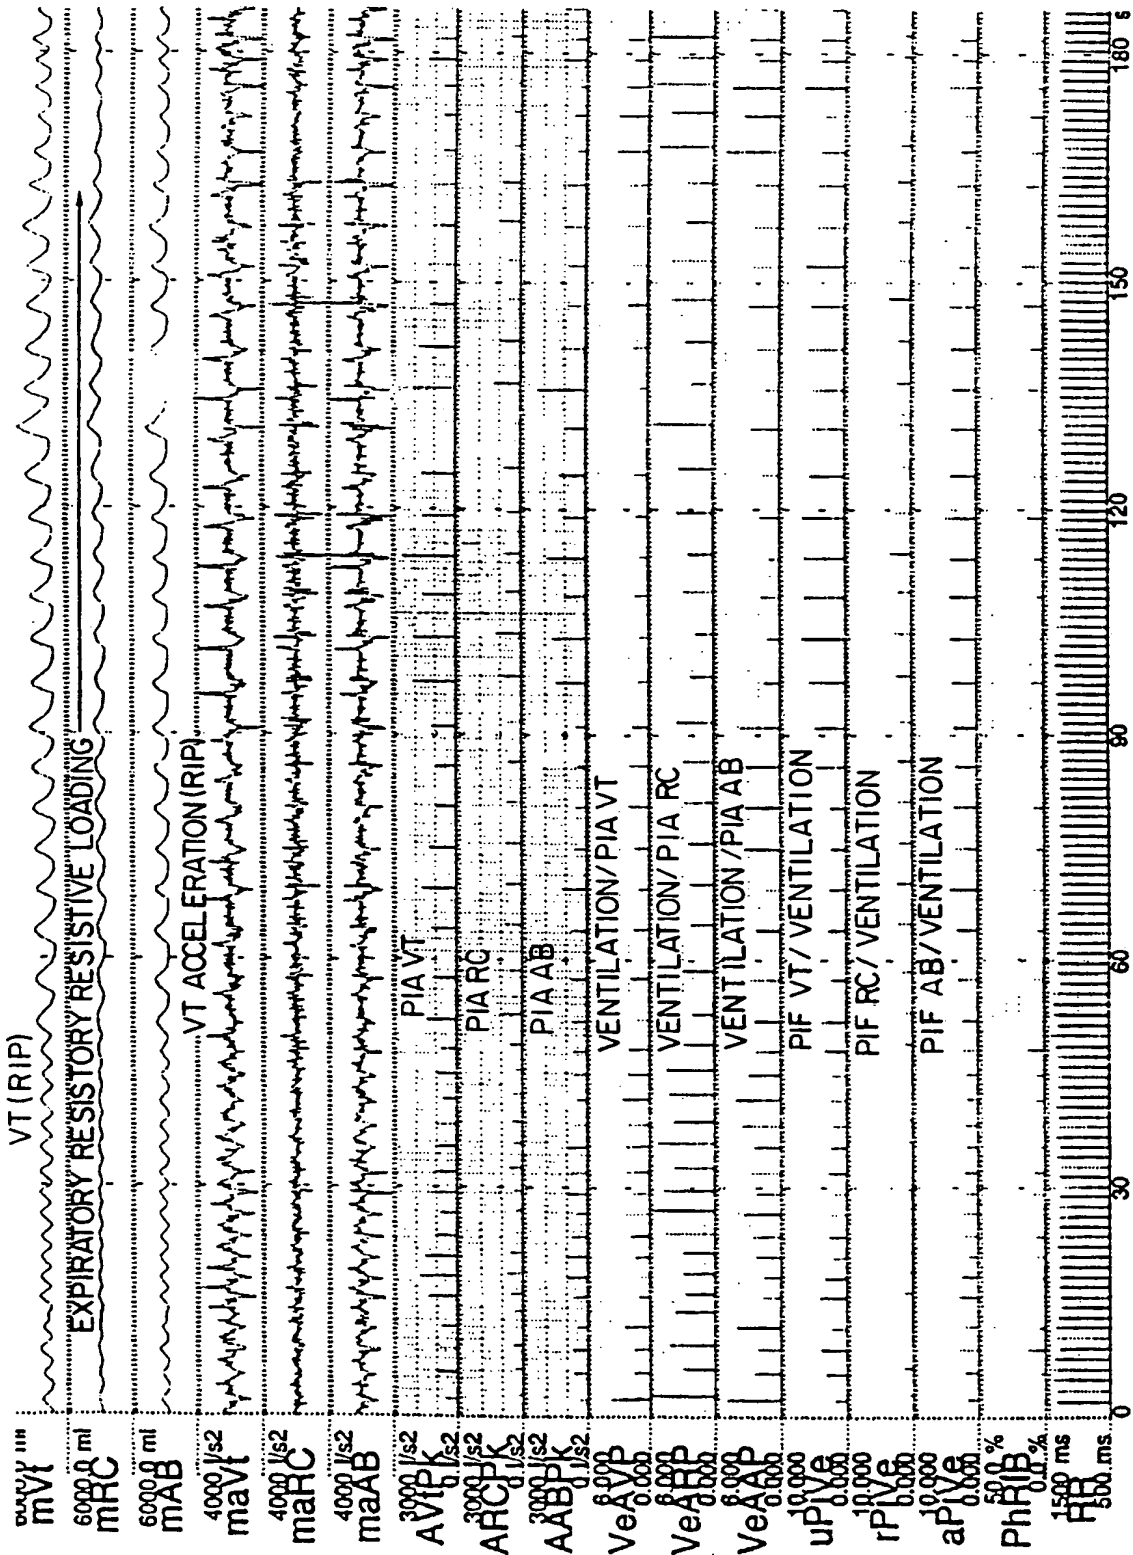 VT (RIP)
mVt
EXPIRATORY RESISTORY RESISTIVE LOADING
6000.0 ml
mRC
6000.0 ml
mAB
VT ACCELERATION (RIP)
4000 l/s2
maVt
4000 l/s2
maRC
4000 l/s2
maAB
PIA VT
3000 l/s2
AVIPK
0 l/s2
PIA RC
3000 l/s2
ARCPK
0 l/s2
PIA AB
3000 l/s2
AABPK
0 l/s2
VENTILATION/PIA VT
6.000
VeAVP
0.000
VENTILATION/PIA RC
6.000
VeARP
0.000
VENTILATION/PIA AB
6.000
VeAAP
0.000
PIF VT/VENTILATION
10.000
uPIVe
0.000
PIF RC/VENTILATION
10.000
rPIVe
0.000
PIF AB/VENTILATION
10.000
aPIVe
0.000
50.0 %
PhRIB
0.0 %
1500 ms
RR
500 ms
0 30 60 90 120 150 180 s